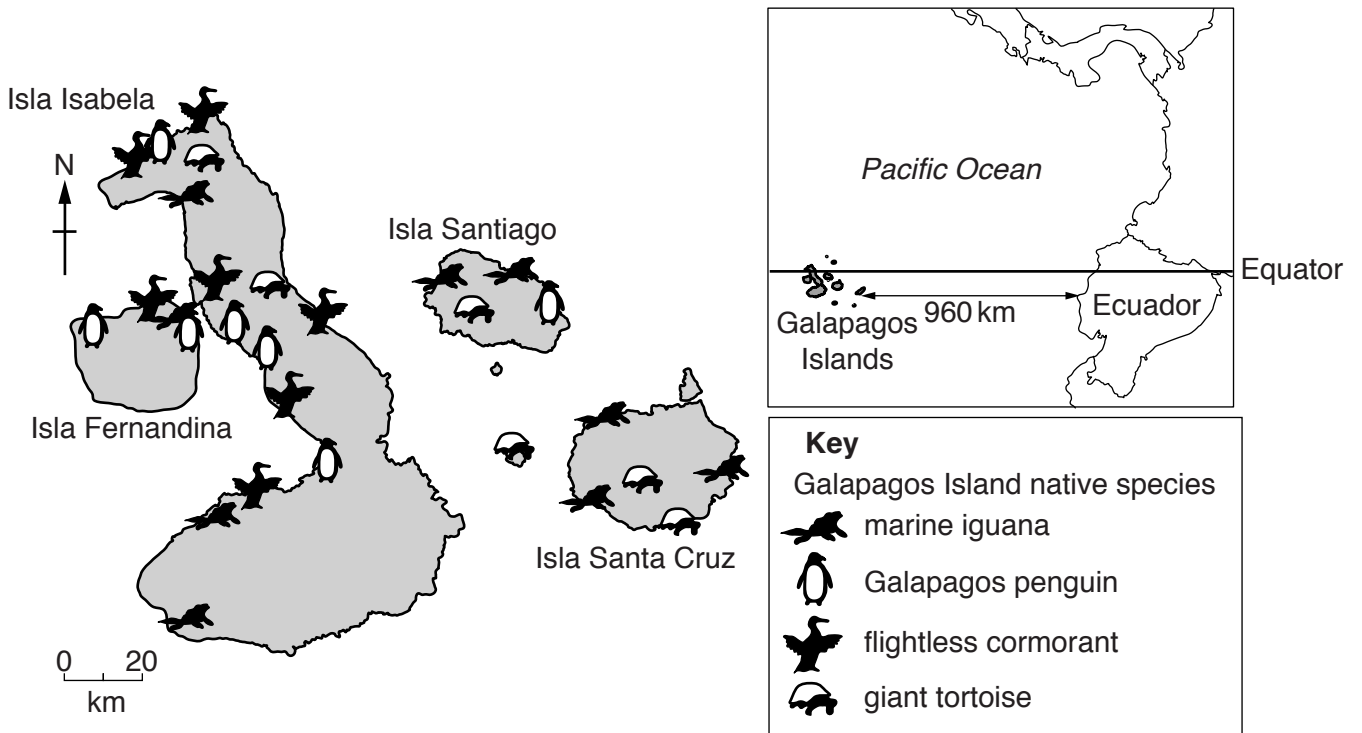 Isla Isabela
N
Isla Santiago
Isla Fernandina
Isla Santa Cruz
0 20
km
Pacific Ocean
Equator
960 km
Ecuador
Galapagos
Islands
Key
Galapagos Island native species
marine iguana
Galapagos penguin
flightless cormorant
giant tortoise